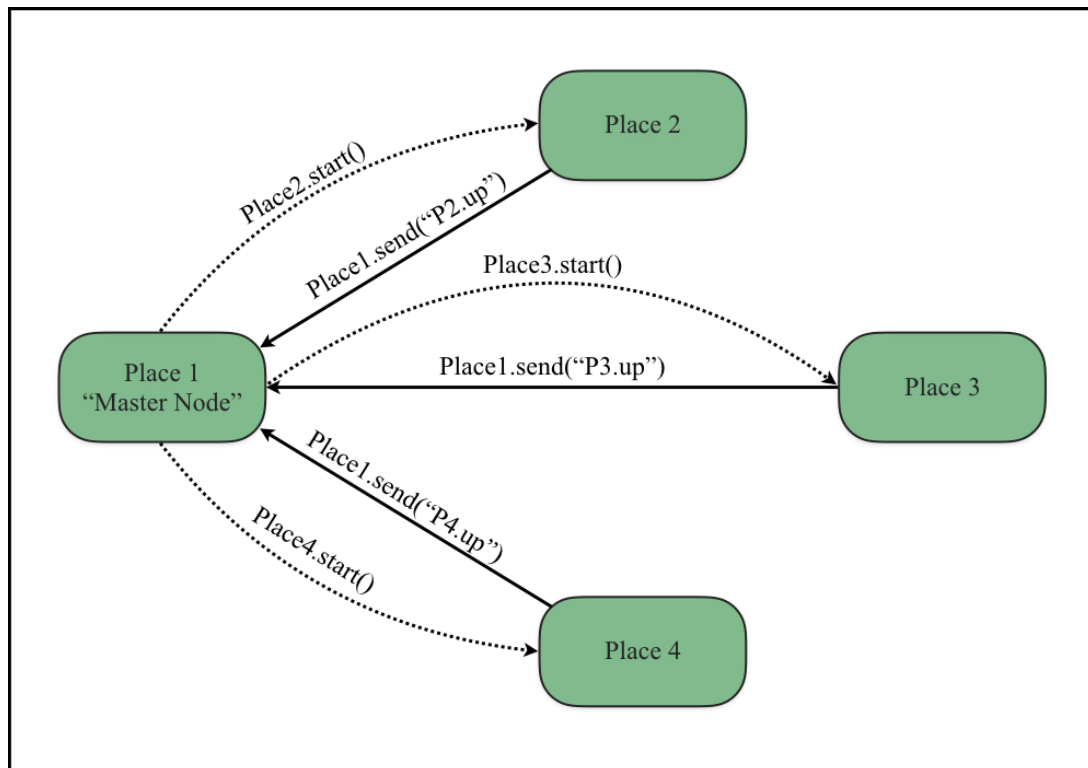 Place 2
Place2.start()
Place1.send(“P2.up”)
Place3.start()
Place 1
“Master Node”
Place1.send(“P3.up”)
Place 3
Place1.send(“P4.up”)
Place4.start()
Place 4